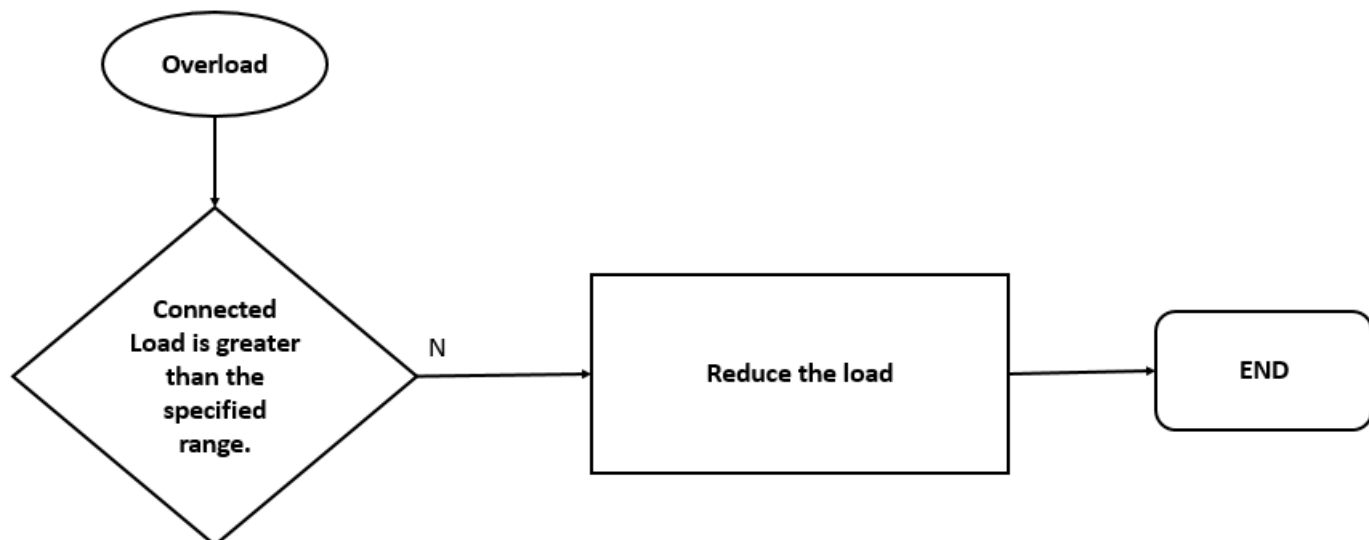 Overload
Connected
Load is greater
than the
specified
range.
N
Reduce the load
END